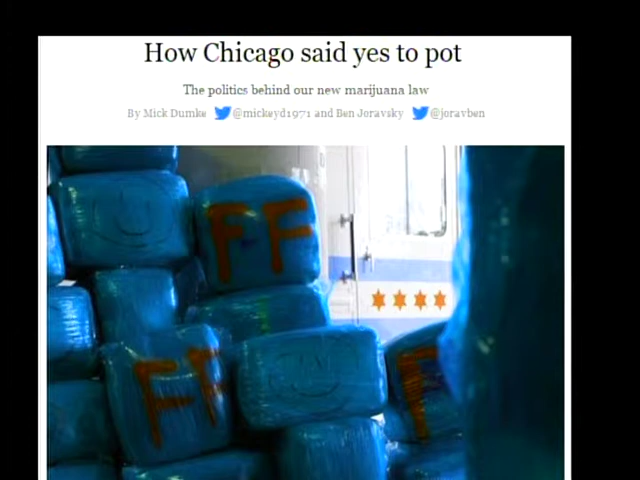 How Chicago said yes to pot
The politics behind our new marijuana law
By Mick Dumke @mickeyd1971 and Ben Joravsky @joravben
FF
FF
F